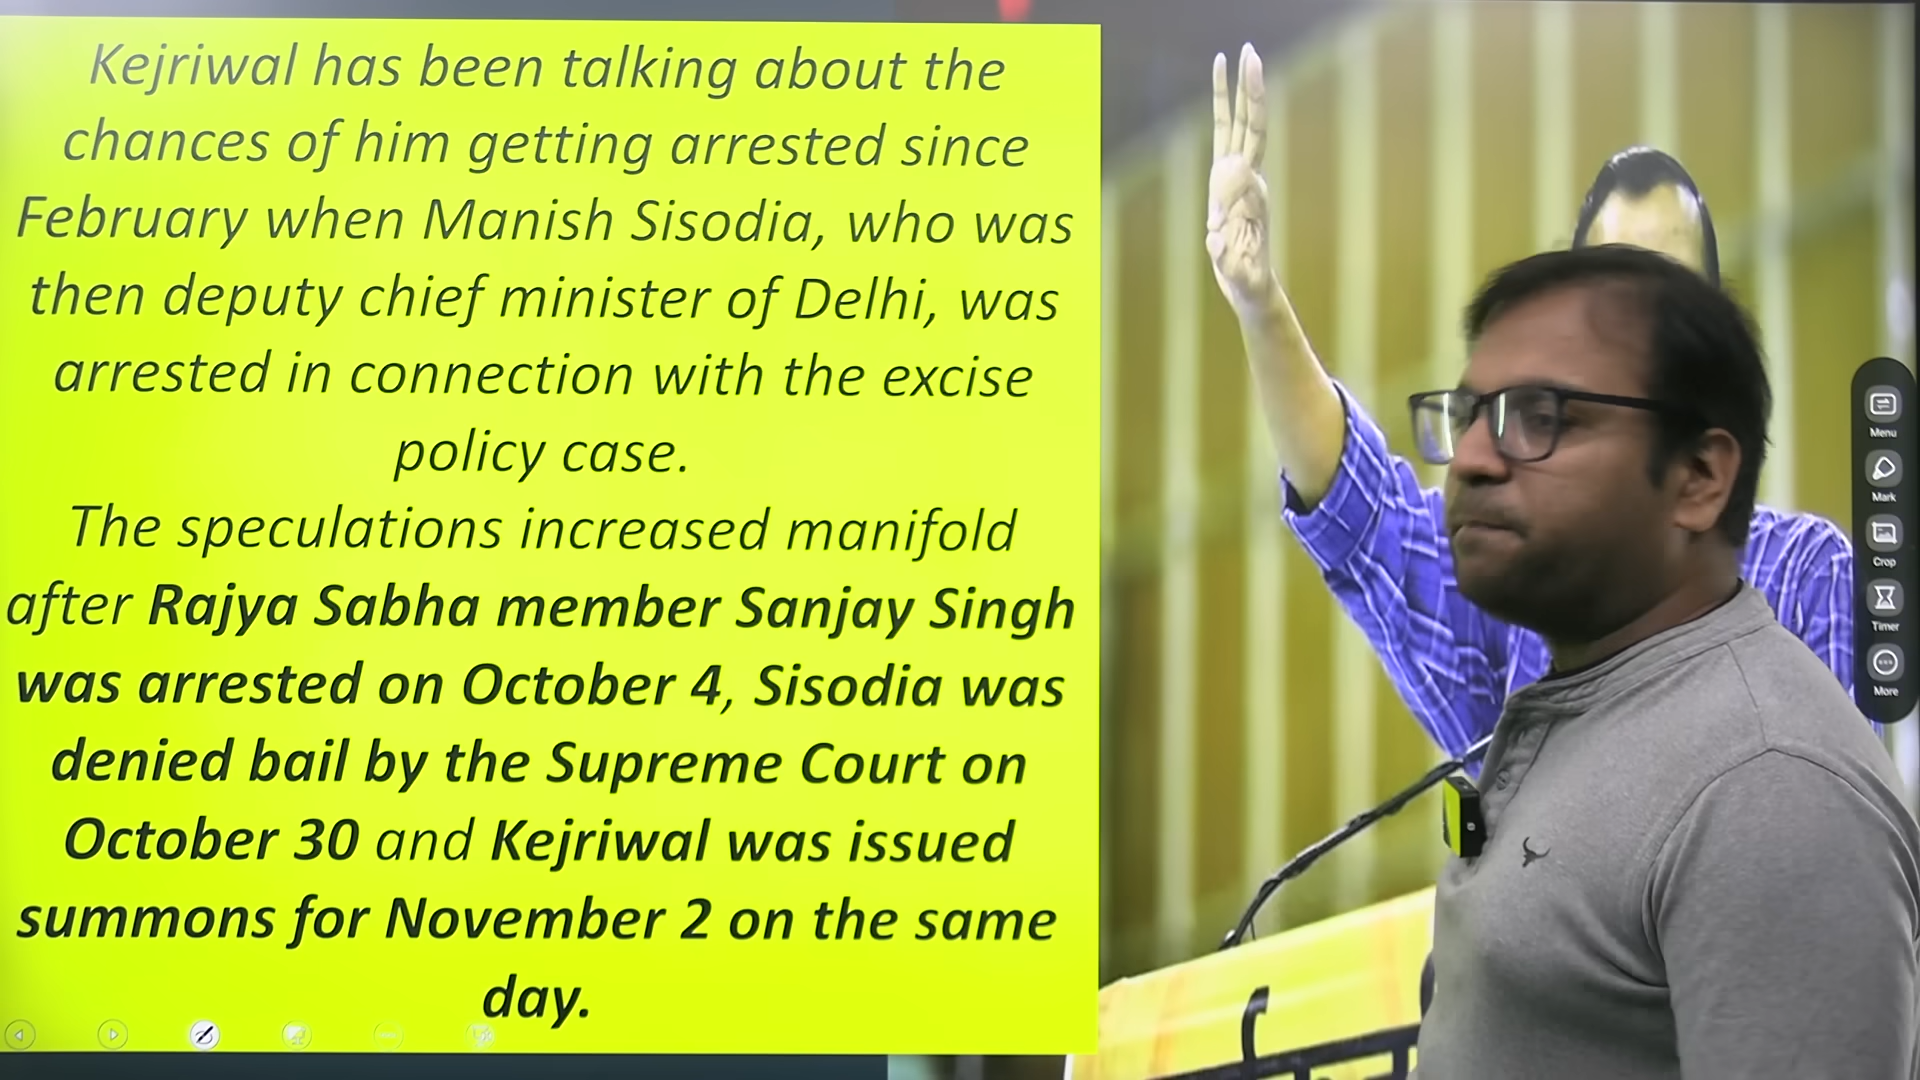 Kejriwal has been talking about the
chances of him getting arrested since
February when Manish Sisodia, who was
then deputy chief minister of Delhi, was
arrested in connection with the excise
policy case.
The speculations increased manifold
after Rajya Sabha member Sanjay Singh
was arrested on October 4, Sisodia was
denied bail by the Supreme Court on
October 30 and Kejriwal was issued
summons for November 2 on the same
day.
Menu
Mark
Crop
Timer
More